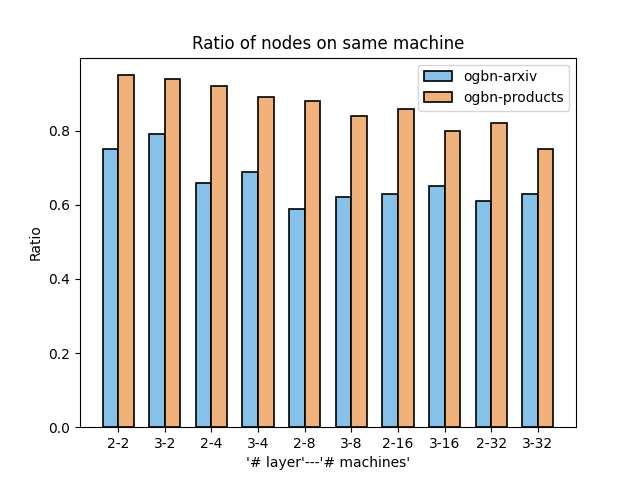 Ratio of nodes on same machine
ogbn-arxiv
ogbn-products
Ratio
0.8
0.6
0.4
0.2
0.0
2-2 3-2 2-4 3-4 2-8 3-8 2-16 3-16 2-32 3-32
'# layer'---'# machines'